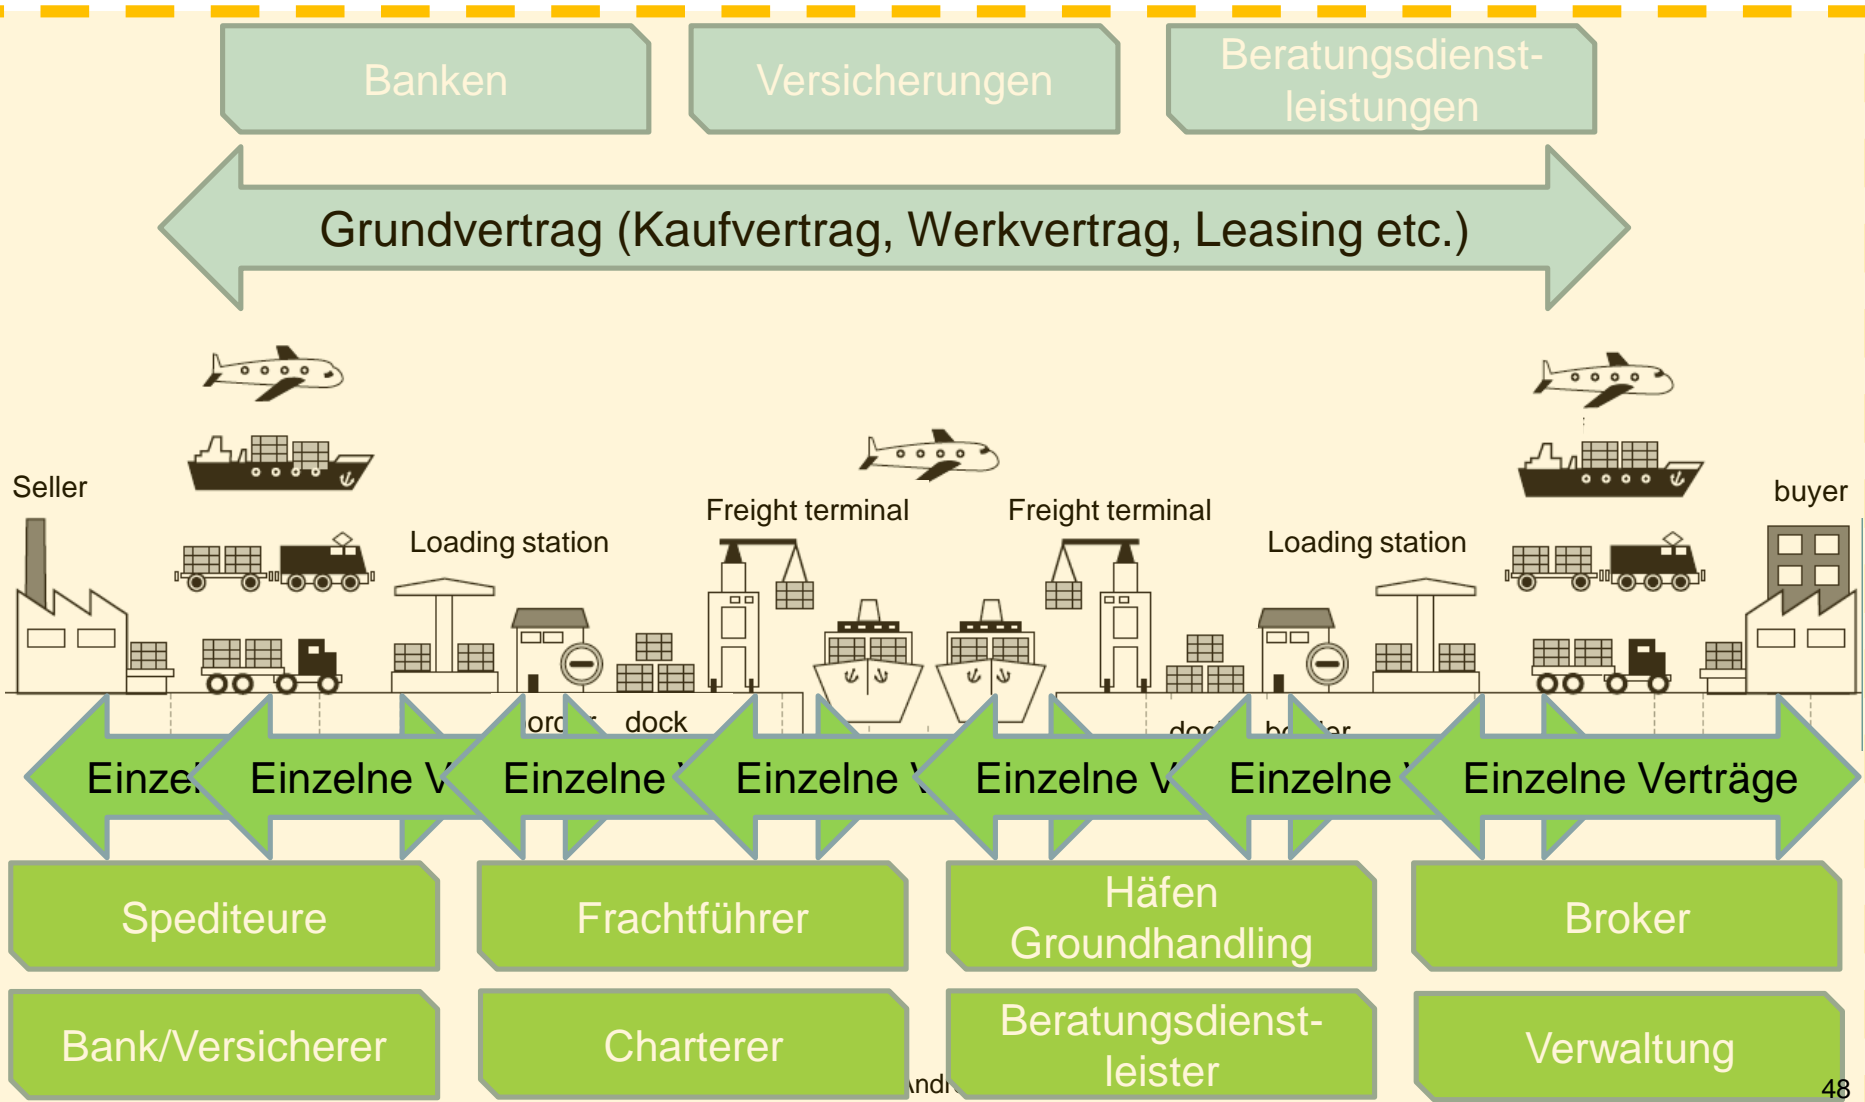 Banken
Versicherungen
Beratungsdienst-
leistungen
Grundvertrag (Kaufvertrag, Werkvertrag, Leasing etc.)
Seller
Loading station
Freight terminal
Freight terminal
Loading station
buyer
dock
Einzelne
Einzelne
Einzelne
Einzelne
Einzelne
Einzelne Verträge
Spediteure
Frachtführer
Häfen
Groundhandling
Broker
Bank/Versicherer
Charterer
Beratungsdienst-
leister
Verwaltung
48